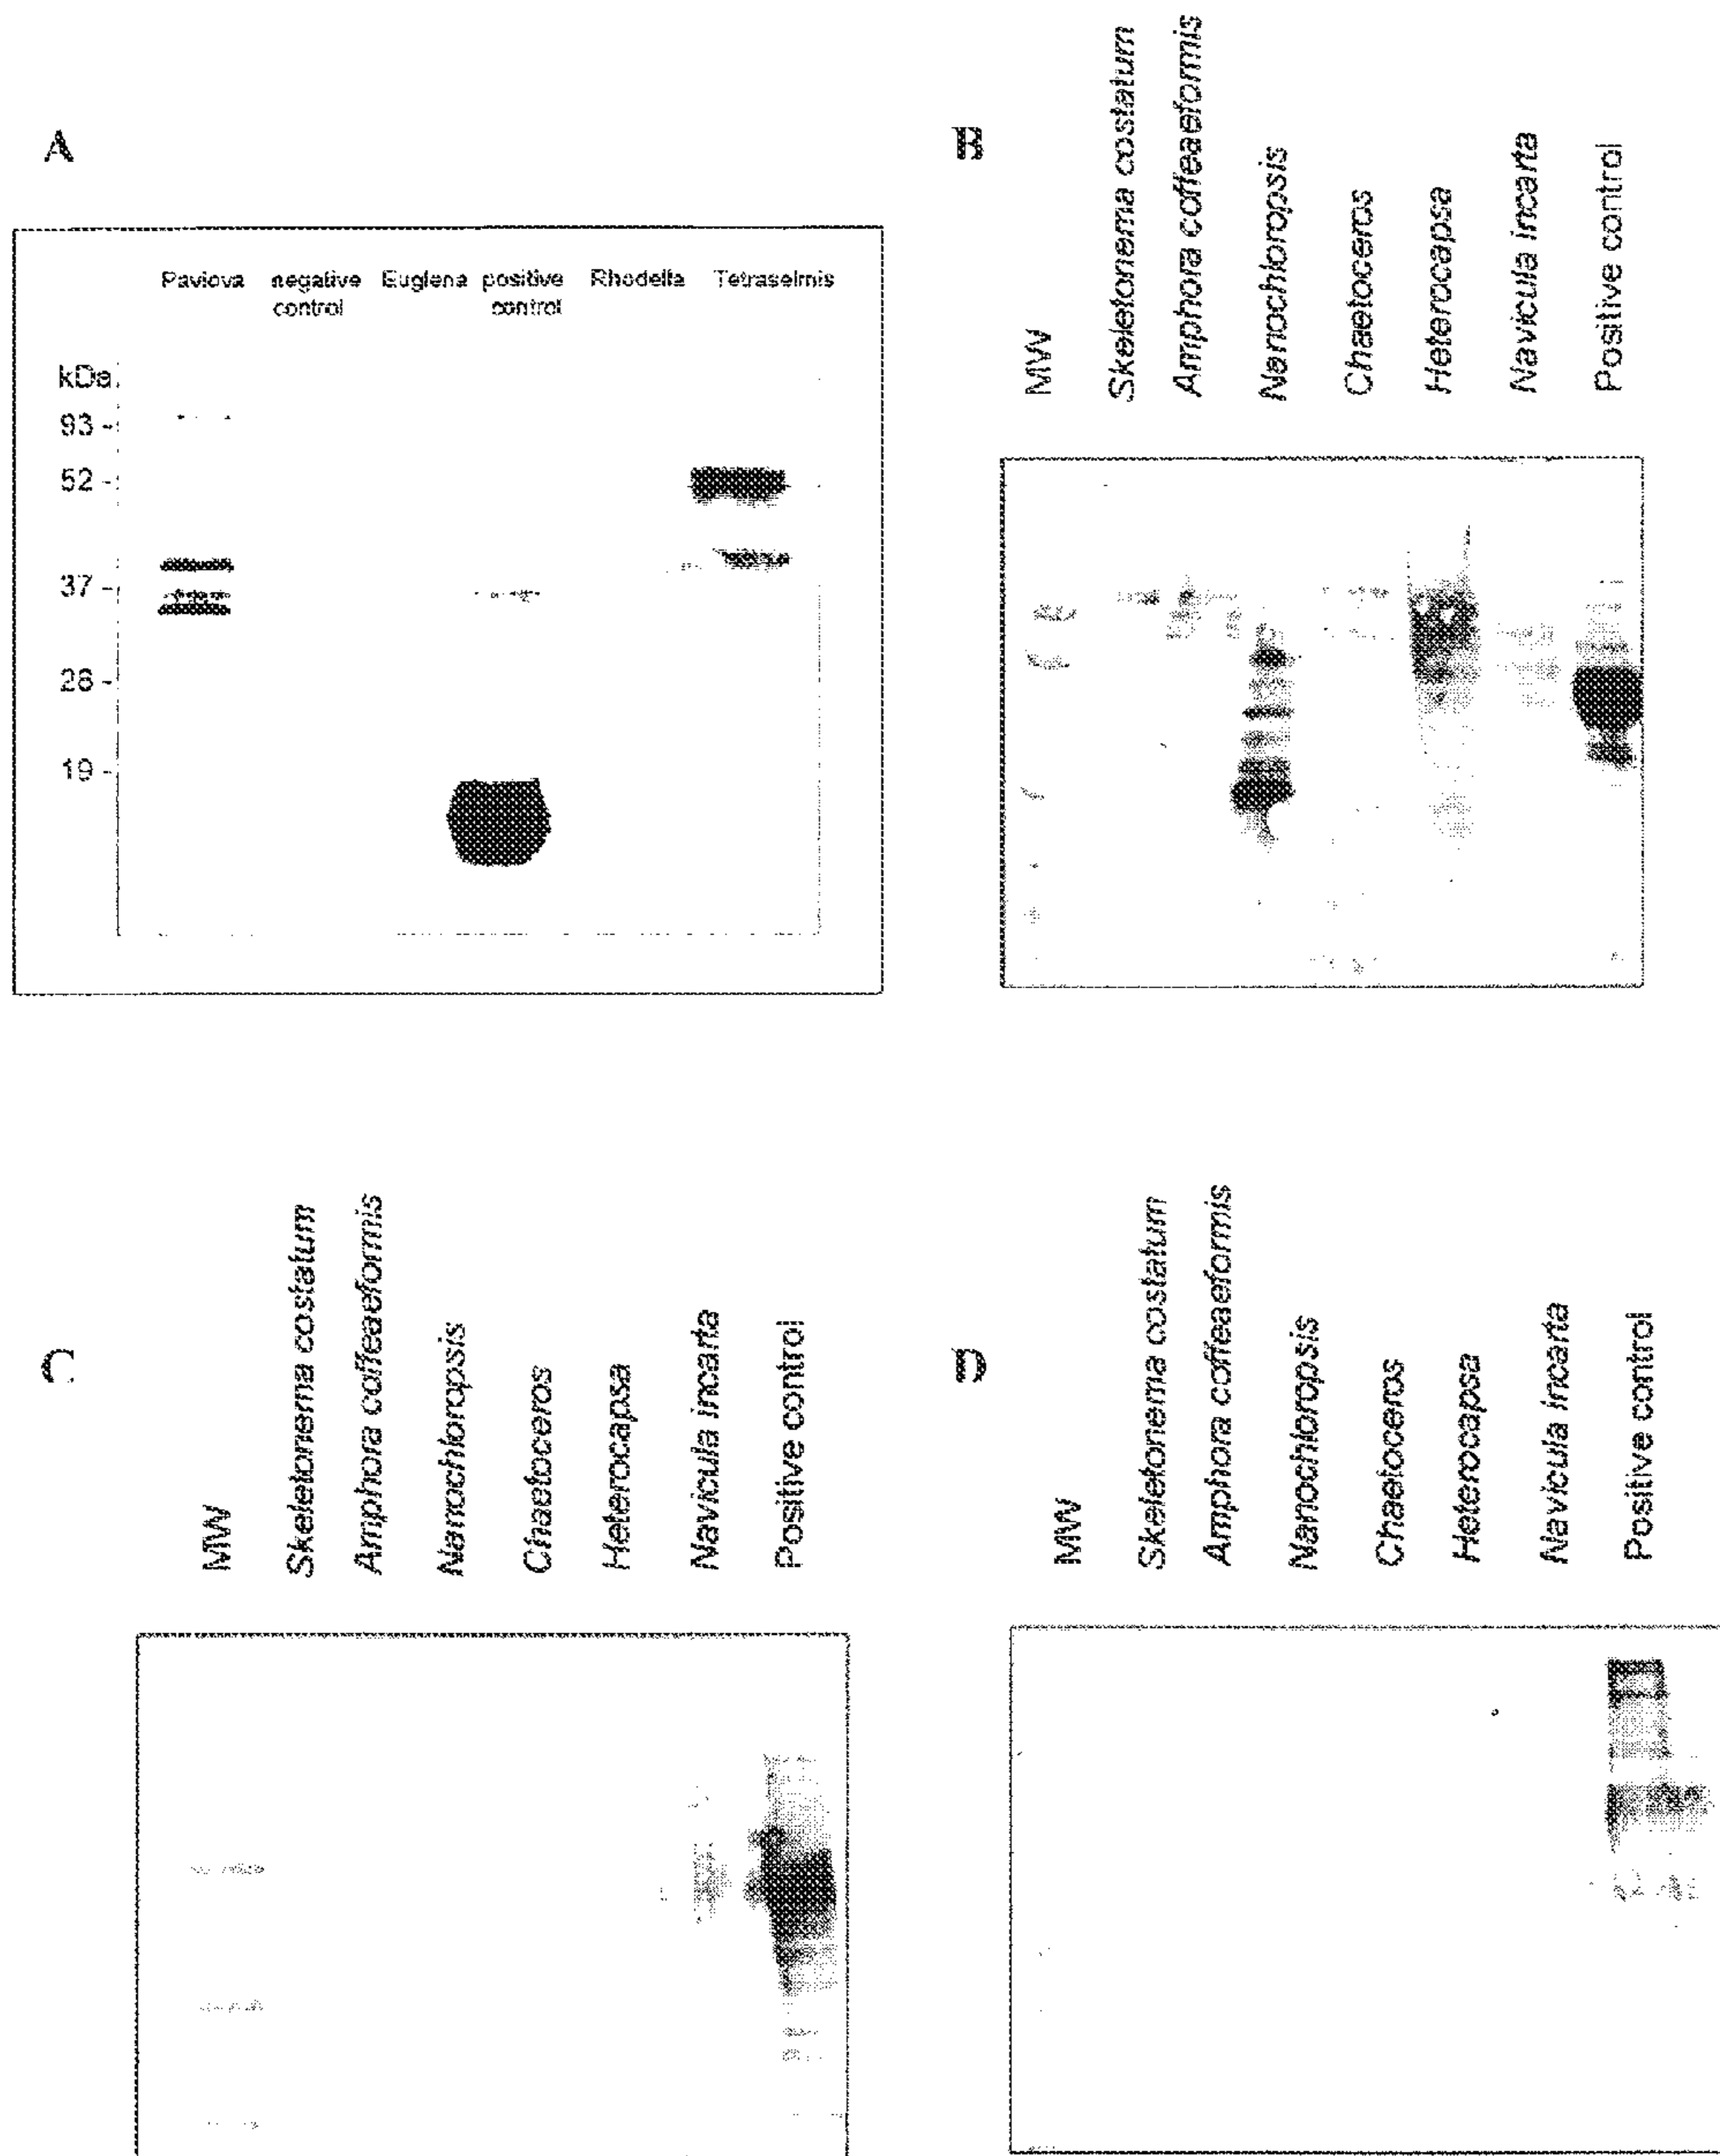 A
Pavlova negative Euglena positive Rhodella Tetraselmis
control control
kDa
93 -
52 -
37 -
28 -
19 -
B
MW
Skeletonema costatum
Amphora coffeaeformis
Nanochloropsis
Chaetoceros
Heterocapsa
Navicula incarta
Positive control
C
MW
Skeletonema costatum
Amphora coffeaeformis
Nanochloropsis
Chaetoceros
Heterocapsa
Navicula incarta
Positive control
D
MW
Skeletonema costatum
Amphora coffeaeformis
Nanochloropsis
Chaetoceros
Heterocapsa
Navicula incarta
Positive control